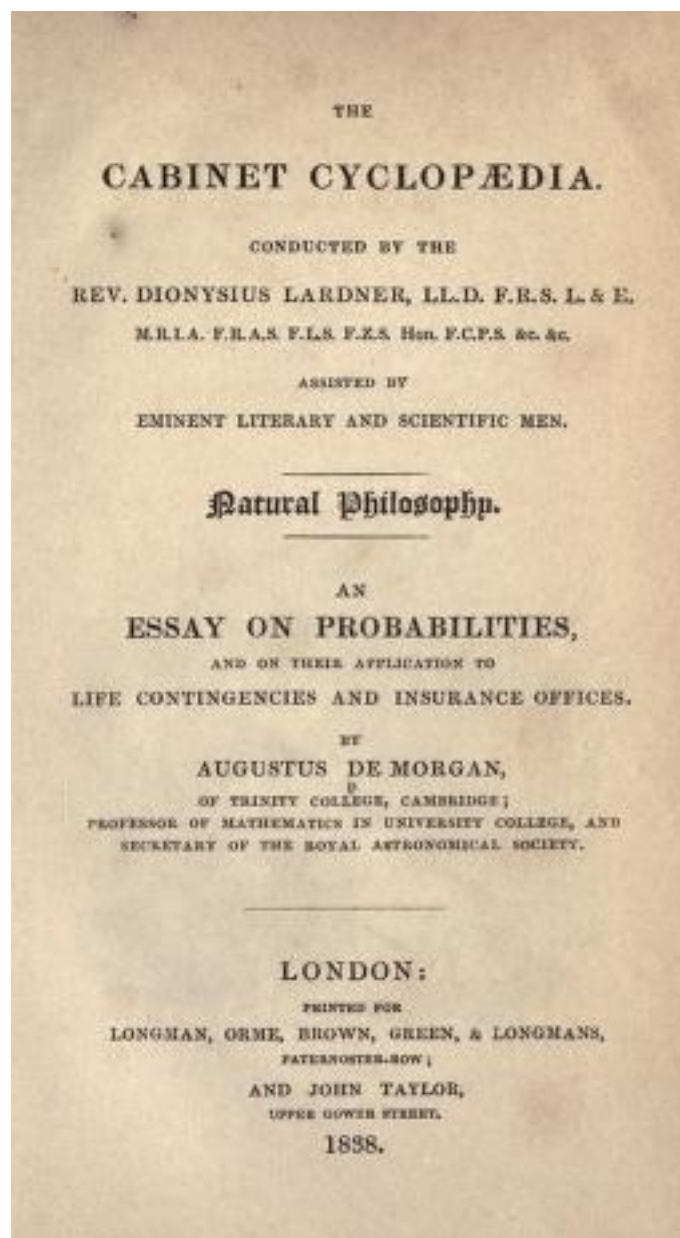 THE
CABINET CYCLOPÆDIA.
CONDUCTED BY THE
REV. DIONYSIUS LARDNER, LL.D. F.R.S. L. & E.
M.R.I.A. F.R.A.S. F.L.S. F.Z.S. Hon. F.C.P.S. &c. &c.
ASSISTED BY
EMINENT LITERARY AND SCIENTIFIC MEN.
Natural Philosophy.
AN
ESSAY ON PROBABILITIES,
AND ON THEIR APPLICATION TO
LIFE CONTINGENCIES AND INSURANCE OFFICES.
BY
AUGUSTUS DE MORGAN,
OF TRINITY COLLEGE, CAMBRIDGE;
PROFESSOR OF MATHEMATICS IN UNIVERSITY COLLEGE, AND
SECRETARY OF THE ROYAL ASTRONOMICAL SOCIETY.
LONDON:
PRINTED FOR
LONGMAN, ORME, BROWN, GREEN, & LONGMANS,
PATERNOSTER-ROW;
AND JOHN TAYLOR,
UPPER GOWER STREET.
1838.